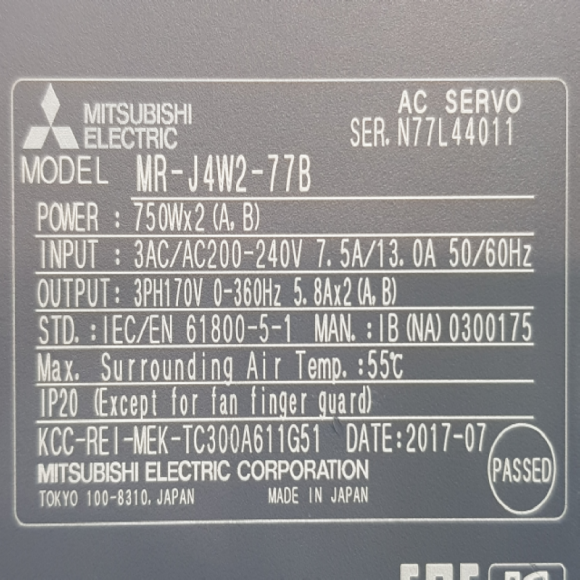 MITSUBISHI ELECTRIC
AC SERVO
SER. N77L44011
MODEL MR-J4W2-77B
POWER : 750Wx2 (A, B)
INPUT : 3AC/AC200-240V 7.5A/13.0A 50/60Hz
OUTPUT: 3PH170V 0-360Hz 5.8Ax2 (A, B)
STD. : IEC/EN 61800-5-1 MAN. : IB (NA) 0300175
Max. Surrounding Air Temp. :55℃
IP20 (Except for fan finger guard)
KCC-REI-MEK-TC300A611G51 DATE:2017-07
MITSUBISHI ELECTRIC CORPORATION
PASSED
TOKYO 100-8310, JAPAN MADE IN JAPAN